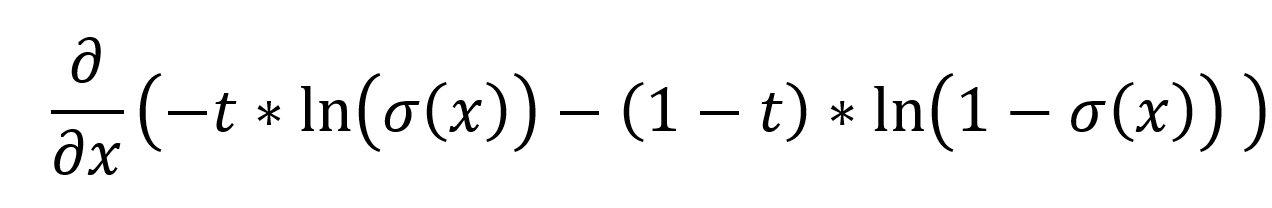 ∂/∂x (−t * ln(σ(x)) − (1 − t) * ln(1 − σ(x)) )